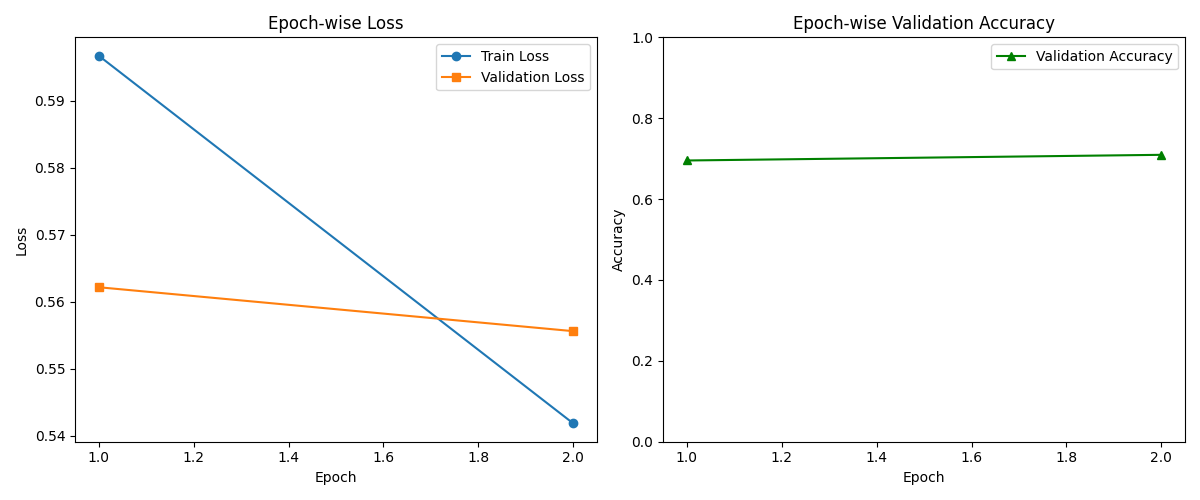 Epoch-wise Loss
Train Loss
Validation Loss
0.59
0.58
0.57
0.56
0.55
0.54
Loss
1.0 1.2 1.4 1.6 1.8 2.0
Epoch
Epoch-wise Validation Accuracy
Validation Accuracy
1.0
0.8
0.6
0.4
0.2
0.0
Accuracy
1.0 1.2 1.4 1.6 1.8 2.0
Epoch